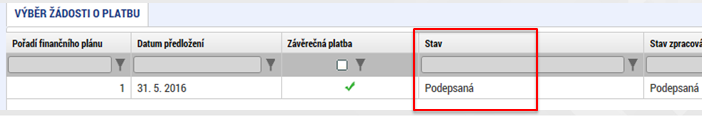 VÝBĚR ŽÁDOSTI O PLATBU
Pořadí finančního plánu Datum předložení Závěrečná platba Stav Stav zpracová
1 31. 5. 2016 Podepsaná Podepsaná